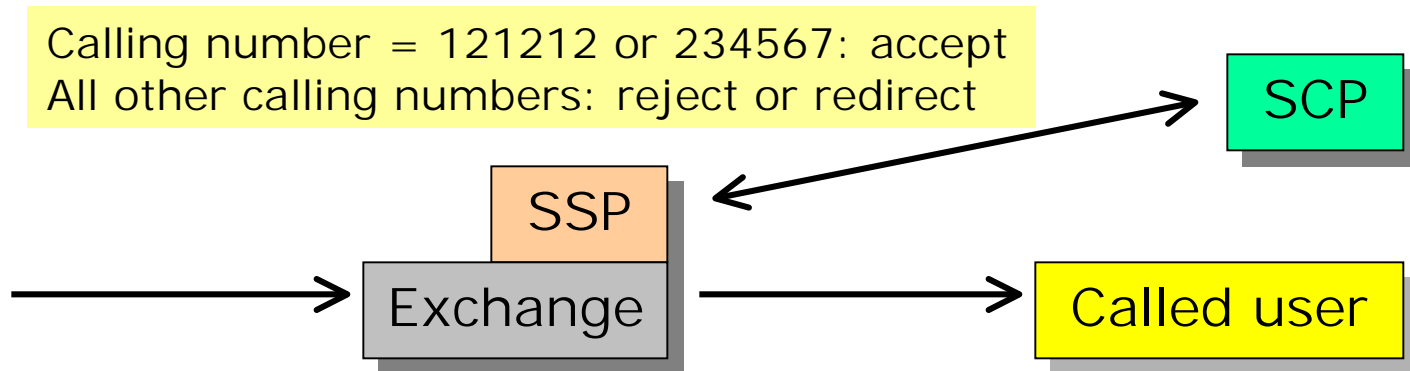 Calling number = 121212 or 234567: accept
All other calling numbers: reject or redirect
SCP
SSP
Exchange
Called user